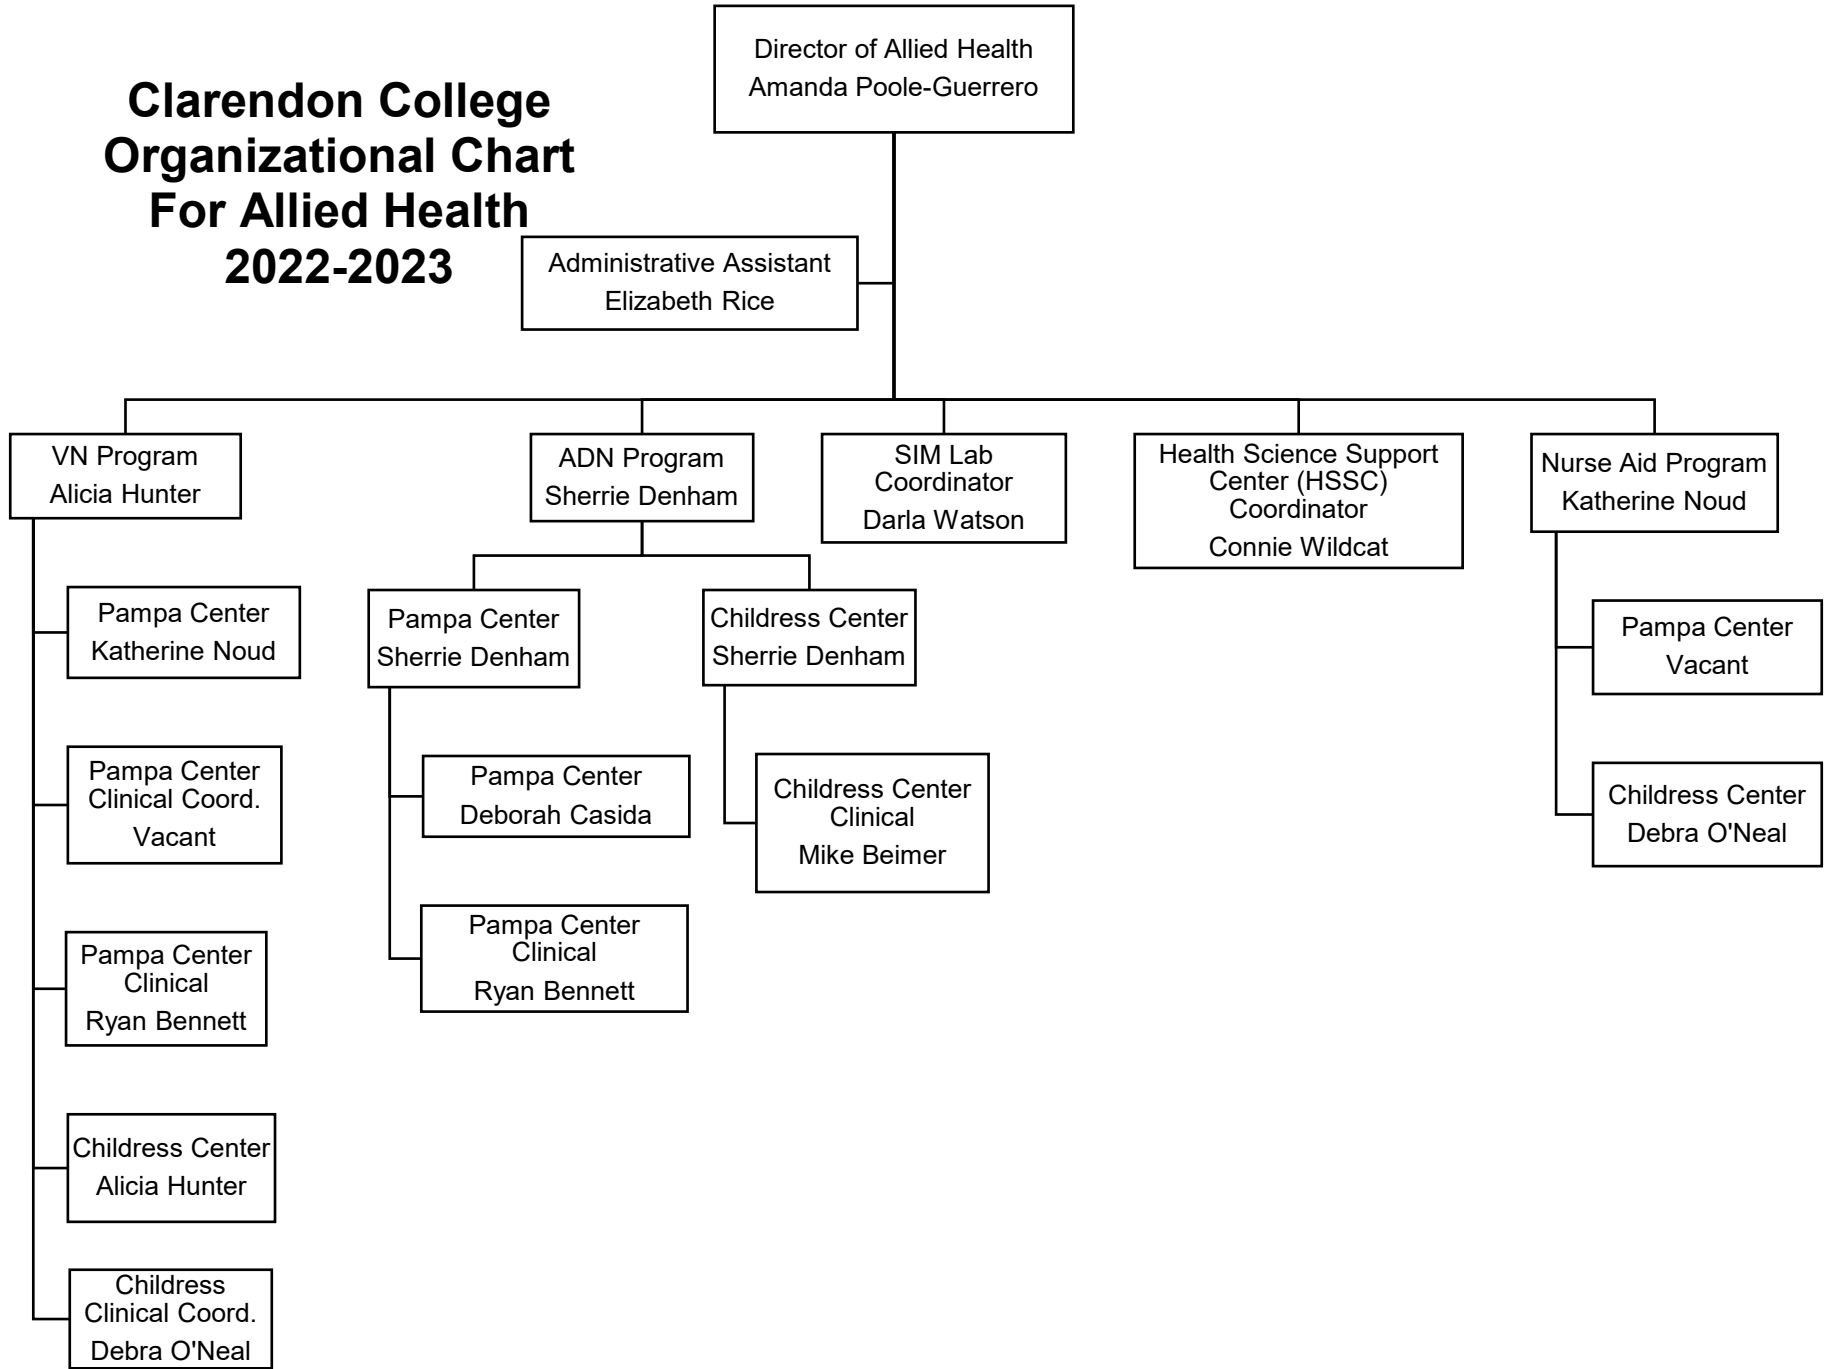 Director of Allied Health
Amanda Poole-Guerrero
Clarendon College
Organizational Chart
For Allied Health
2022-2023
Administrative Assistant
Elizabeth Rice
VN Program
Alicia Hunter
ADN Program
Sherrie Denham
SIM Lab
Coordinator
Darla Watson
Health Science Support
Center (HSSC)
Coordinator
Connie Wildcat
Nurse Aid Program
Katherine Noud
Pampa Center
Katherine Noud
Pampa Center
Clinical Coord.
Vacant
Pampa Center
Clinical
Ryan Bennett
Childress Center
Alicia Hunter
Childress
Clinical Coord.
Debra O'Neal
Pampa Center
Sherrie Denham
Pampa Center
Deborah Casida
Pampa Center
Clinical
Ryan Bennett
Childress Center
Sherrie Denham
Childress Center
Clinical
Mike Beimer
Pampa Center
Vacant
Childress Center
Debra O'Neal